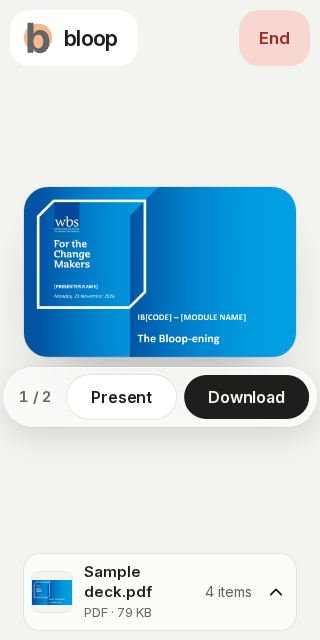 bloop
End
wbs
For the
Change
Makers
[PRESENTER NAME]
Monday, 23 November 2026
IB[CODE] – [MODULE NAME]
The Bloop-ening
1 / 2
Present
Download
Sample
deck.pdf
PDF · 79 KB
4 items